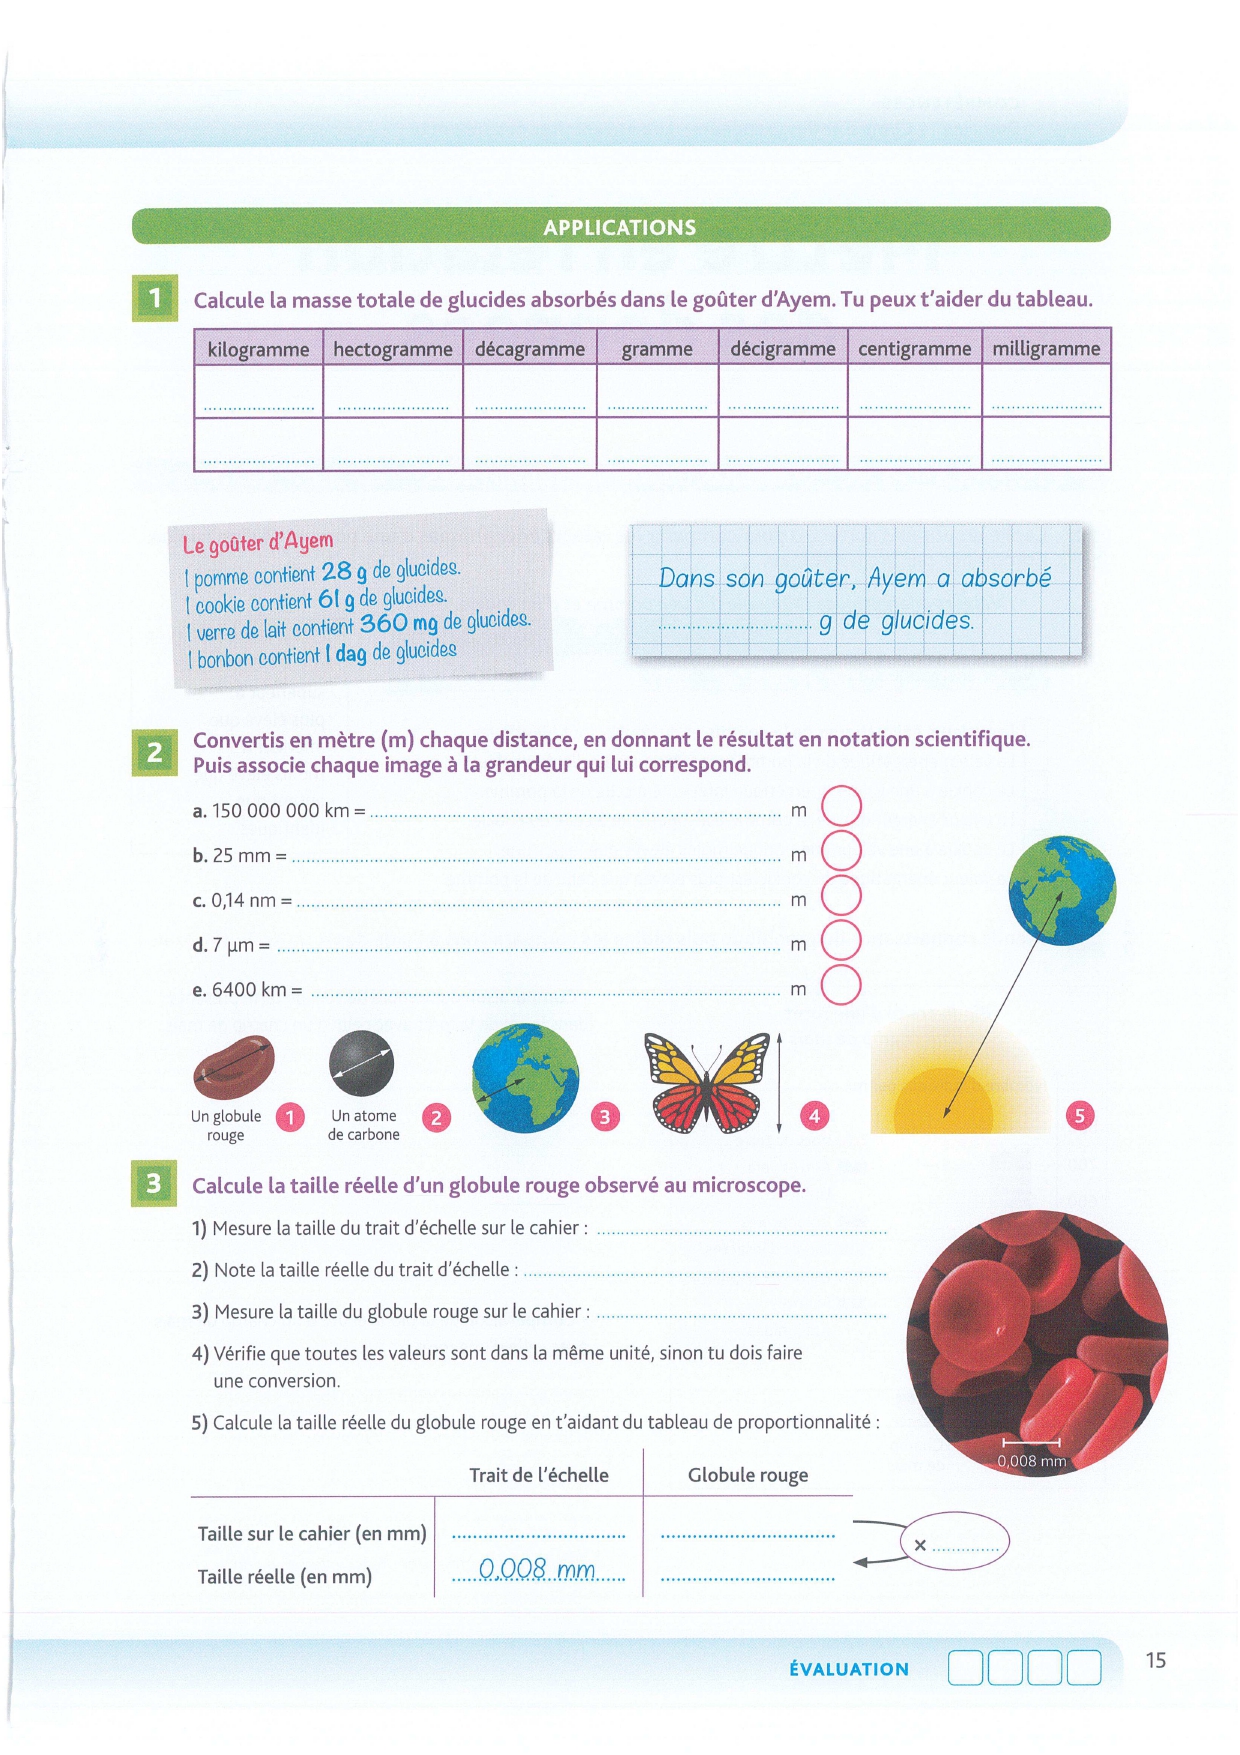 APPLICATIONS
1 Calcule la masse totale de glucides absorbés dans le goûter d'Ayem. Tu peux t'aider du tableau.
kilogramme hectogramme décagramme gramme décigramme centigramme milligramme
Le goûter d'Ayem
1 pomme contient 28 g de glucides.
1 cookie contient 61 g de glucides.
1 verre de lait contient 360 mg de glucides.
1 bonbon contient 1 dag de glucides
Dans son goûter, Ayem a absorbé
.............................. g de glucides.
2 Convertis en mètre (m) chaque distance, en donnant le résultat en notation scientifique.
Puis associe chaque image à la grandeur qui lui correspond.
a. 150 000 000 km = .............................. m
b. 25 mm = .............................. m
c. 0,14 nm = .............................. m
d. 7 µm = .............................. m
e. 6400 km = .............................. m
Un globule
rouge
1
Un atome
de carbone
2
3
4
5
3 Calcule la taille réelle d'un globule rouge observé au microscope.
1) Mesure la taille du trait d'échelle sur le cahier : ..............................
2) Note la taille réelle du trait d'échelle : ..............................
3) Mesure la taille du globule rouge sur le cahier : ..............................
4) Vérifie que toutes les valeurs sont dans la même unité, sinon tu dois faire
une conversion.
5) Calcule la taille réelle du globule rouge en t'aidant du tableau de proportionnalité :
0,008 mm
Trait de l'échelle Globule rouge
Taille sur le cahier (en mm) .............................. ..............................
× ..............
Taille réelle (en mm) 0,008 mm ..............................
ÉVALUATION
15